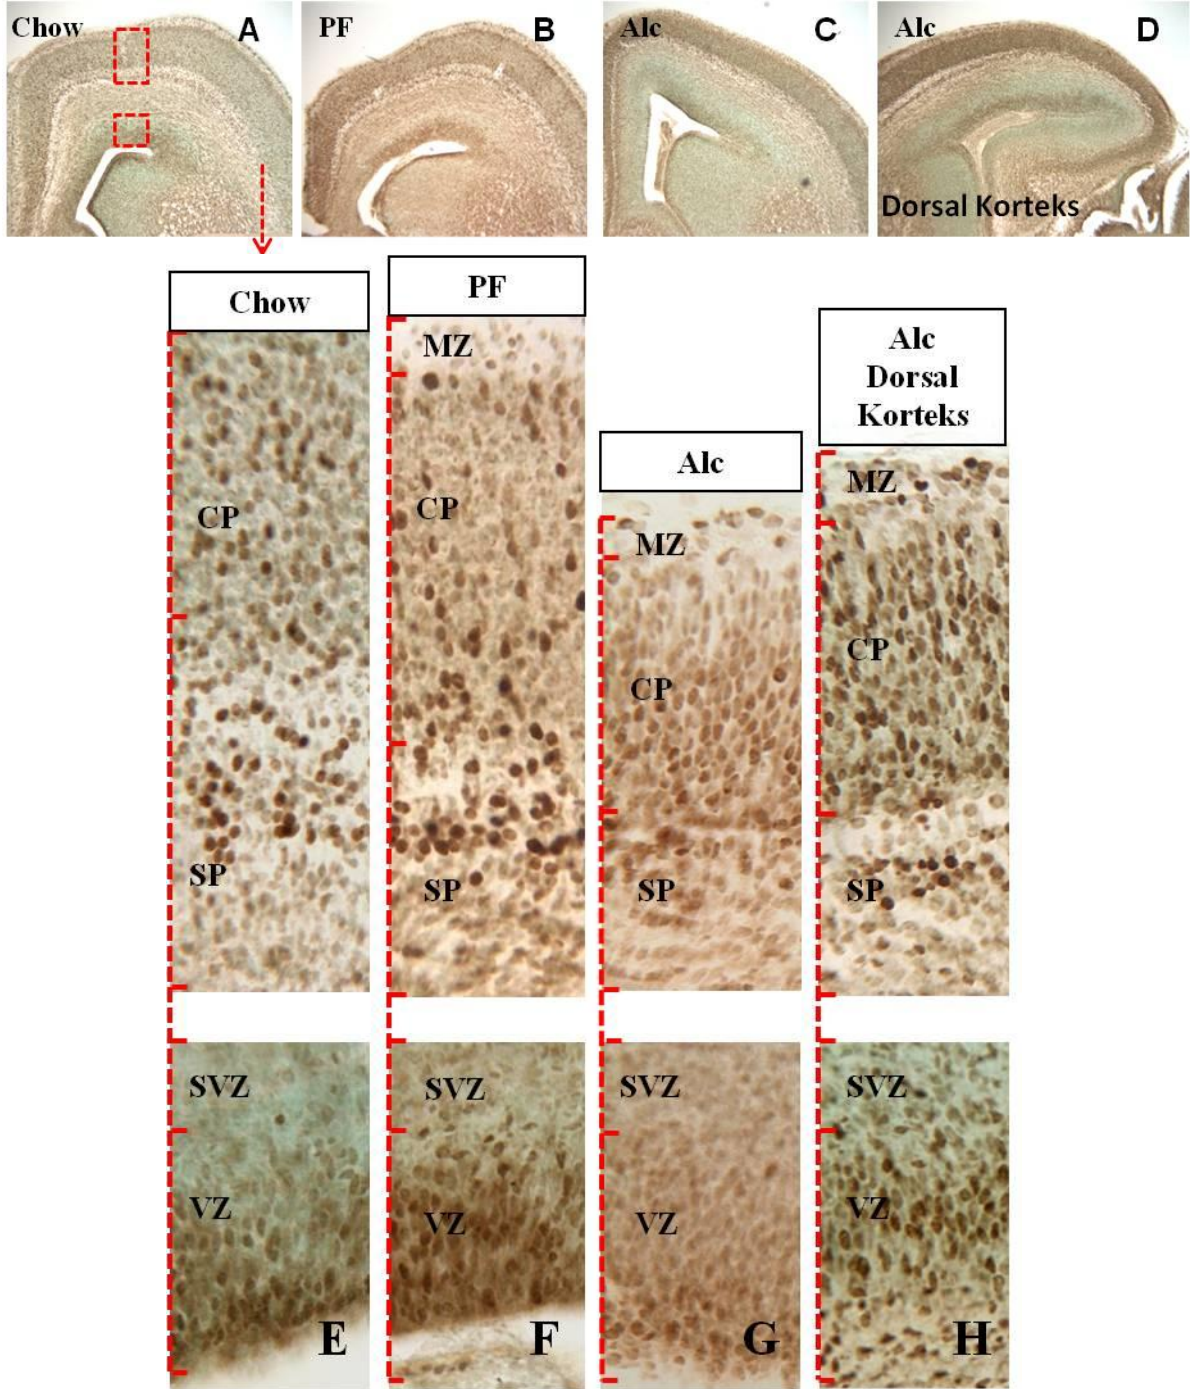 Chow
A
PF
B
Alc
C
Alc
D
Dorsal Korteks
Chow
PF
Alc
Alc
Dorsal
Korteks
MZ
MZ
MZ
CP
CP
CP
CP
SP
SP
SP
SP
SVZ
SVZ
SVZ
SVZ
VZ
VZ
VZ
VZ
E
F
G
H